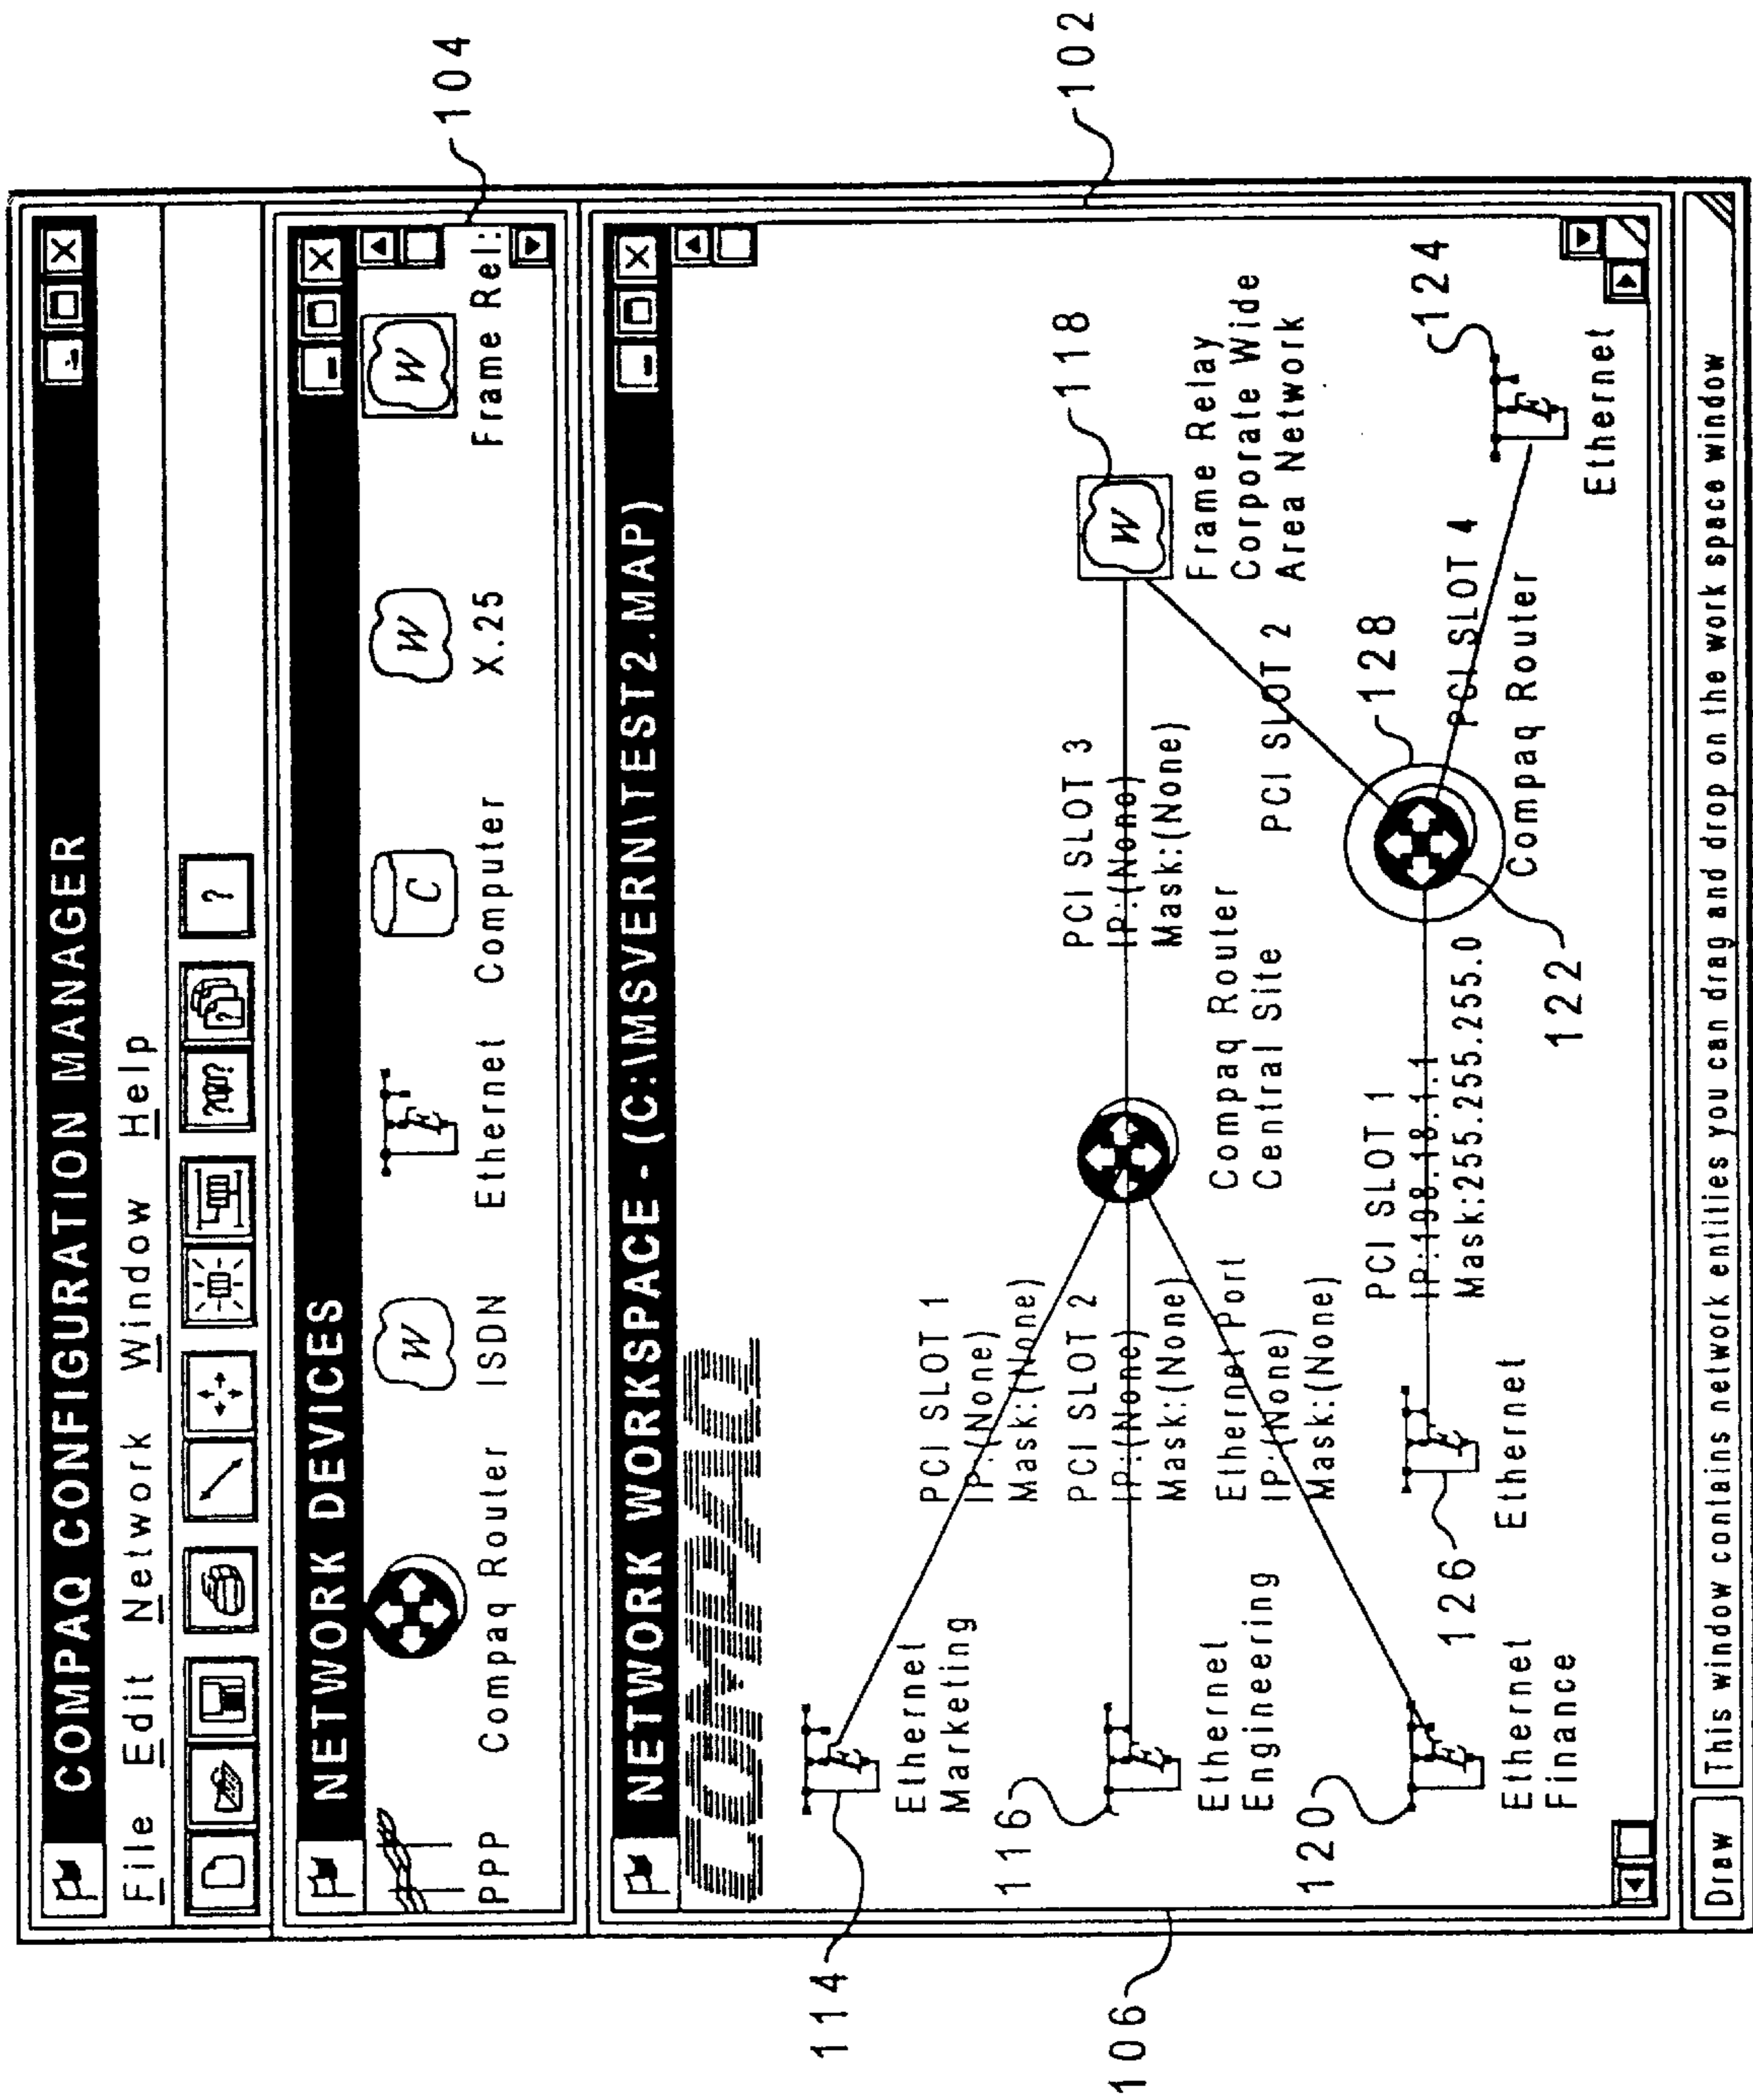 COMPAQ CONFIGURATION MANAGER
File Edit Network Window Help
?
104
NETWORK DEVICES
W
E
C
W
W
PPP
Compaq Router
ISDN
Ethernet
Computer
X.25
Frame Rel:
NETWORK WORKSPACE - (C:\MSVERN\TEST2.MAP)
COMPAQ
102
114
E
Ethernet
Marketing
PCI SLOT 1
IP:(None)
Mask:(None)
116
E
Ethernet
Engineering
PCI SLOT 2
IP:(None)
Mask:(None)
Compaq Router
Central Site
PCI SLOT 3
IP:(None)
Mask:(None)
118
W
Frame Relay
Corporate Wide
Area Network
106
120
E
Ethernet
Finance
Ethernet Port
IP:(None)
Mask:(None)
126
E
Ethernet
PCI SLOT 1
IP:198.18.1.1
Mask:255.255.255.0
PCI SLOT 2
128
122
Compaq Router
PCI SLOT 4
124
E
Ethernet
Draw
This window contains network entities you can drag and drop on the work space window